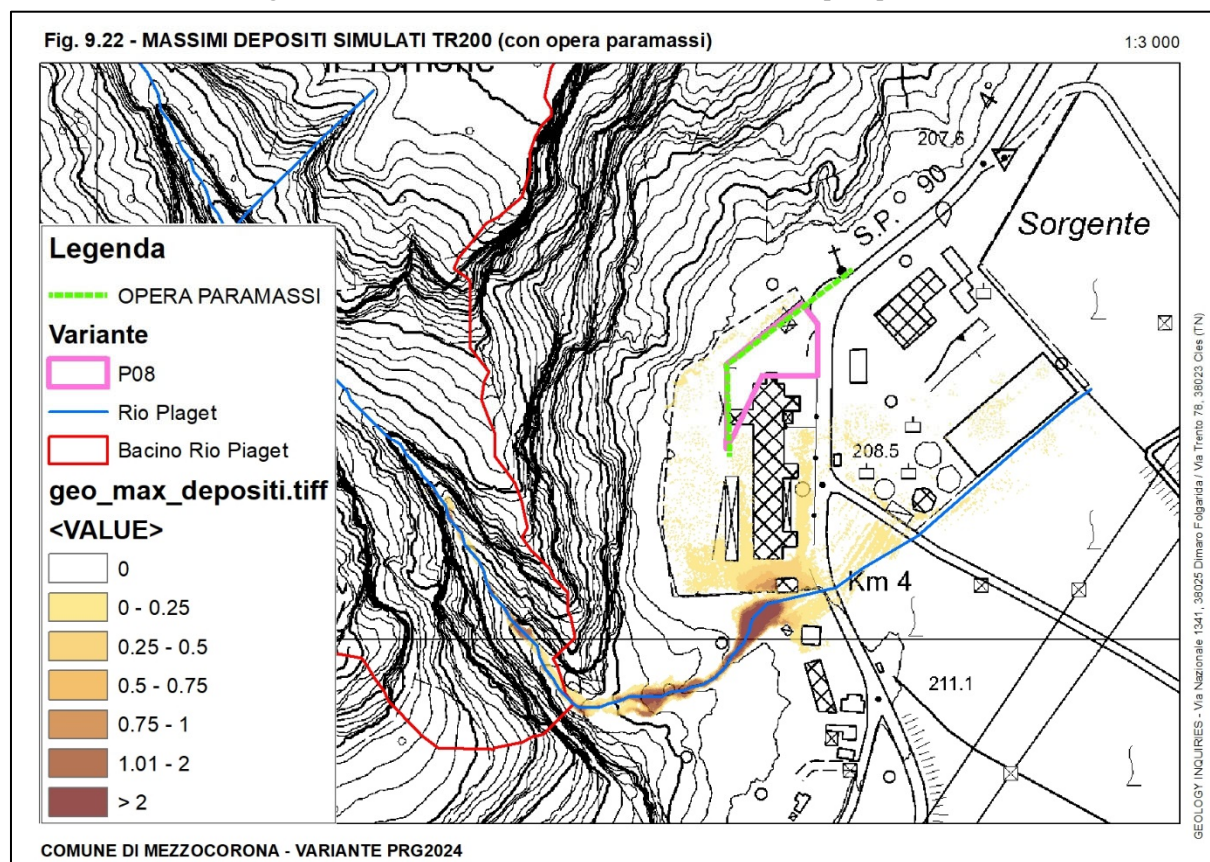 Fig. 9.22 - MASSIMI DEPOSITI SIMULATI TR200 (con opera paramassi)
1:3 000
207.6
S.P. 90
Sorgente
Legenda
OPERA PARAMASSI
Variante
P08
Rio Piaget
Bacino Rio Piaget
geo_max_depositi.tiff
<VALUE>
0
0 - 0.25
0.25 - 0.5
0.5 - 0.75
0.75 - 1
1.01 - 2
> 2
208.5
Km 4
211.1
GEOLOGY INQUIRIES - Via Nazionale 1341, 38025 Dimaro Folgarida / Via Trento 78, 38023 Cles (TN)
COMUNE DI MEZZOCORONA - VARIANTE PRG2024